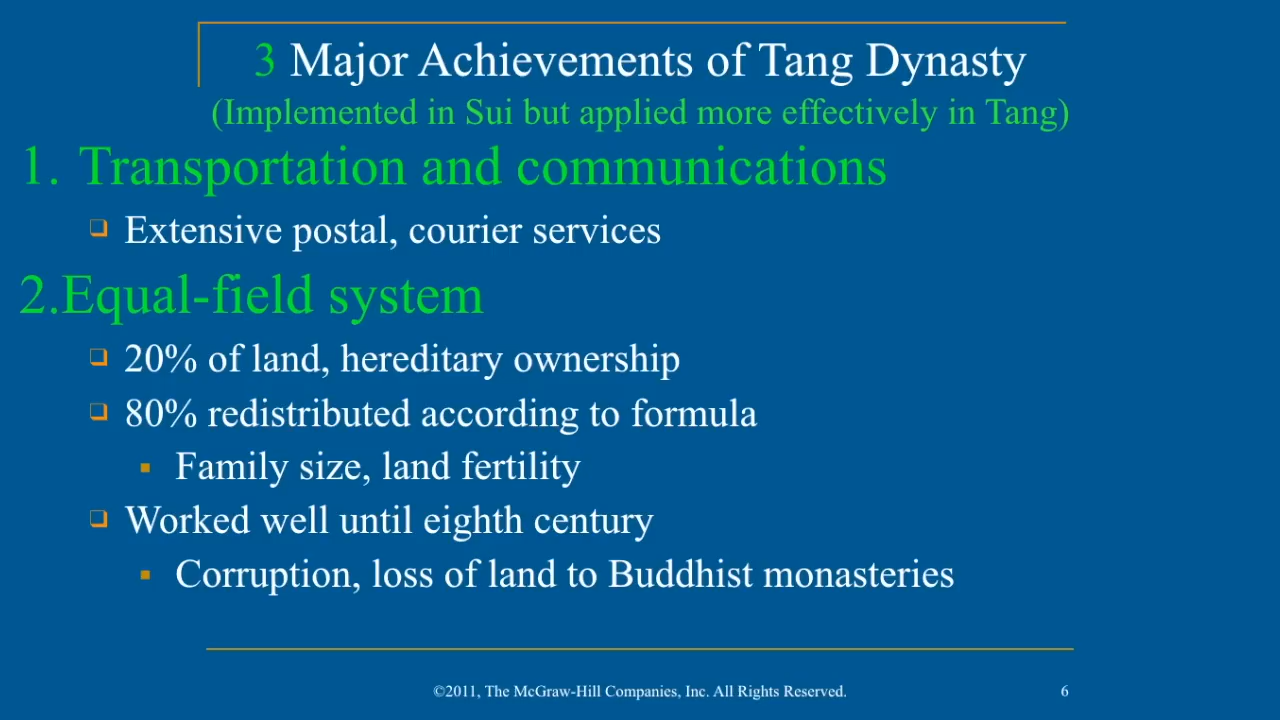 3 Major Achievements of Tang Dynasty
(Implemented in Sui but applied more effectively in Tang)
1. Transportation and communications
❑ Extensive postal, courier services
2.Equal-field system
❑ 20% of land, hereditary ownership
❑ 80% redistributed according to formula
▪ Family size, land fertility
❑ Worked well until eighth century
▪ Corruption, loss of land to Buddhist monasteries
©2011, The McGraw-Hill Companies, Inc. All Rights Reserved.
6